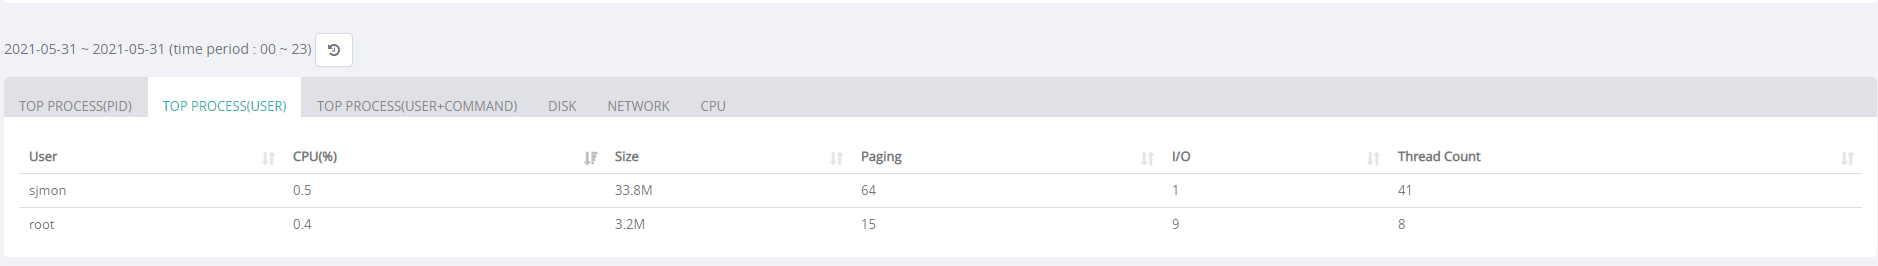 2021-05-31 ~ 2021-05-31 (time period : 00 ~ 23)
TOP PROCESS(PID) TOP PROCESS(USER) TOP PROCESS(USER+COMMAND) DISK NETWORK CPU
User CPU(%) Size Paging I/O Thread Count
sjmon 0.5 33.8M 64 1 41
root 0.4 3.2M 15 9 8